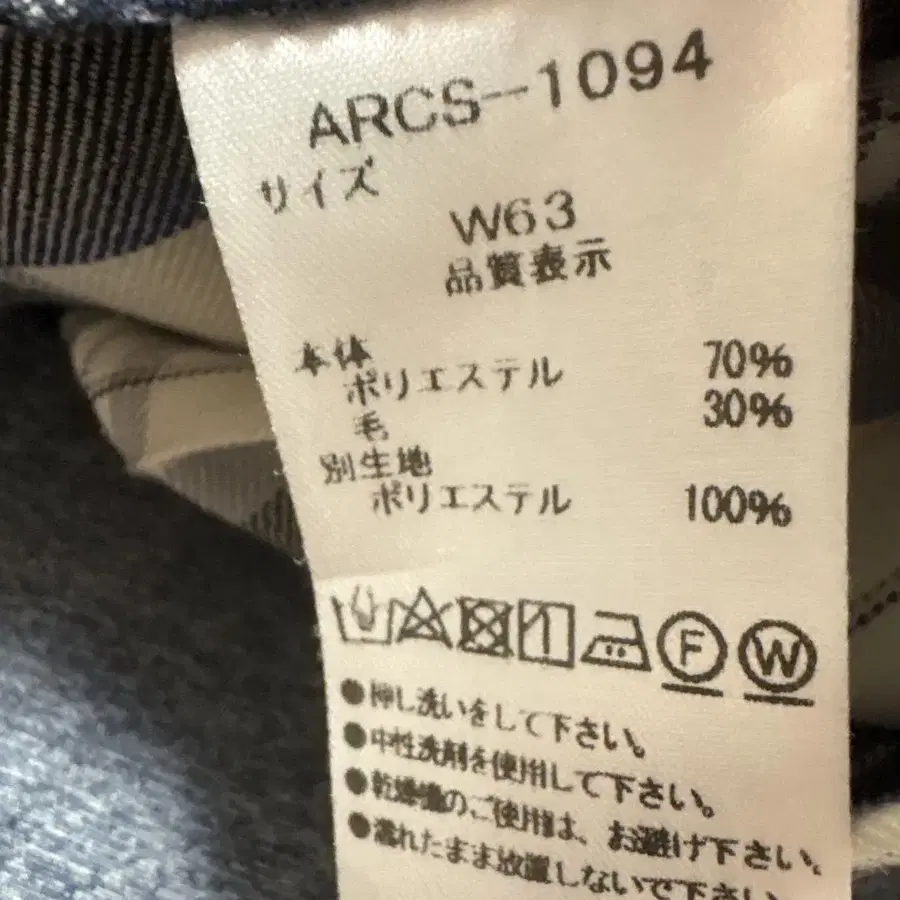 ARCS-1094
サイズ
W63
品質表示
本体
ポリエステル 70%
毛 30%
別生地
ポリエステル 100%
F W
●押し洗いをして下さい。
●中性洗剤を使用して下さい。
●乾燥機のご使用は、お避け下さい。
●濡れたまま放置しないで下さい。